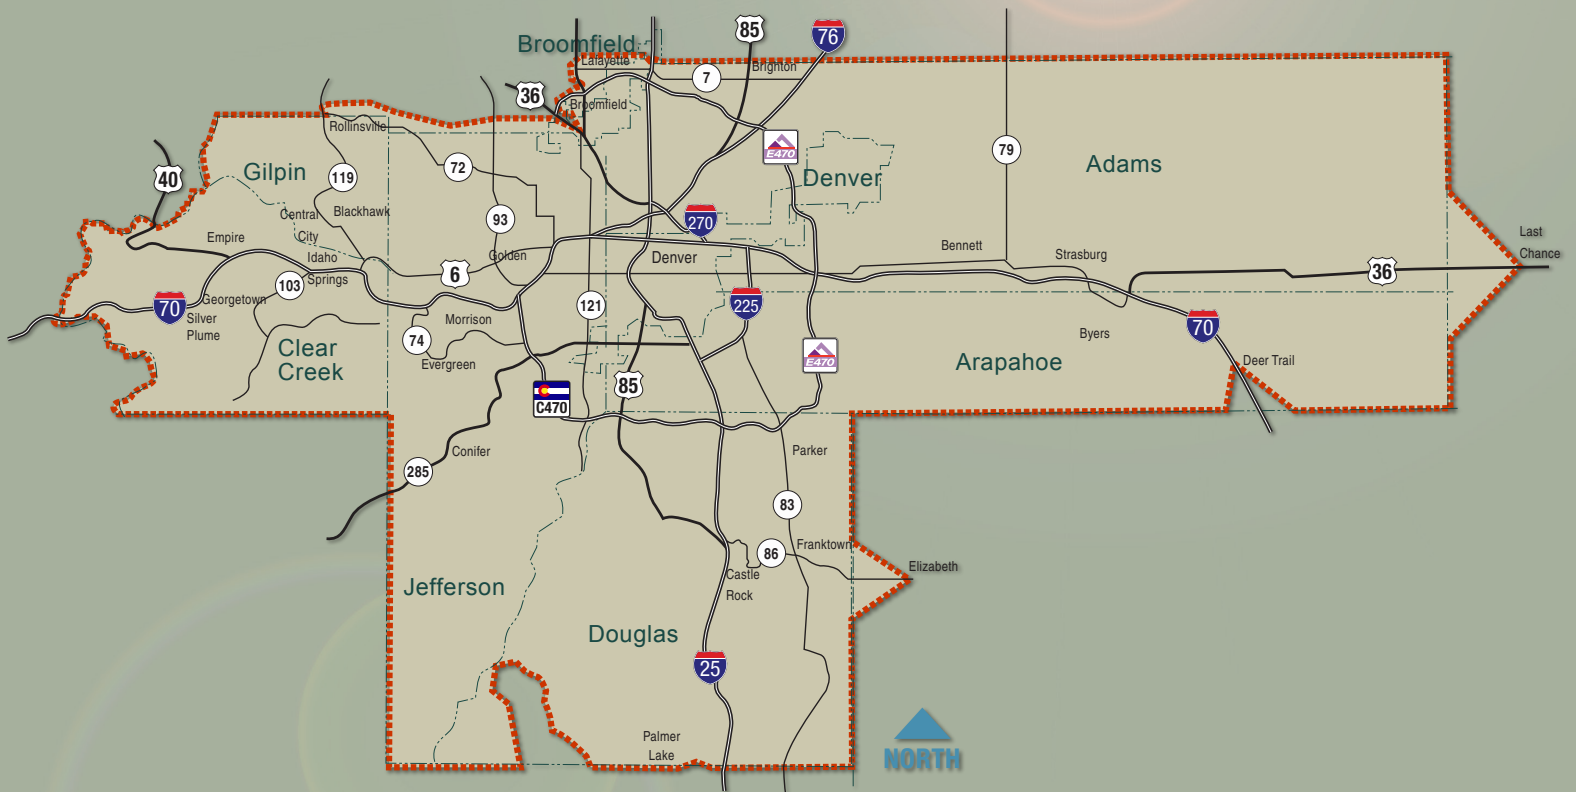 85
76
Broomfield
Lafayette
Brighton
7
36
Broomfield
Rollinsville
E470
79
Adams
72
Gilpin
40
119
Denver
Central
City
Blackhawk
93
270
Empire
Last
Chance
Bennett
Strasburg
Idaho
Springs
Golden
Denver
6
36
103
70
Georgetown
Silver
Plume
121
225
Morrison
74
Evergreen
Byers
70
Clear
Creek
E470
Arapahoe
Deer Trail
85
C470
Conifer
285
Parker
83
86
Franktown
Elizabeth
Castle
Rock
Jefferson
Douglas
25
Palmer
Lake
NORTH